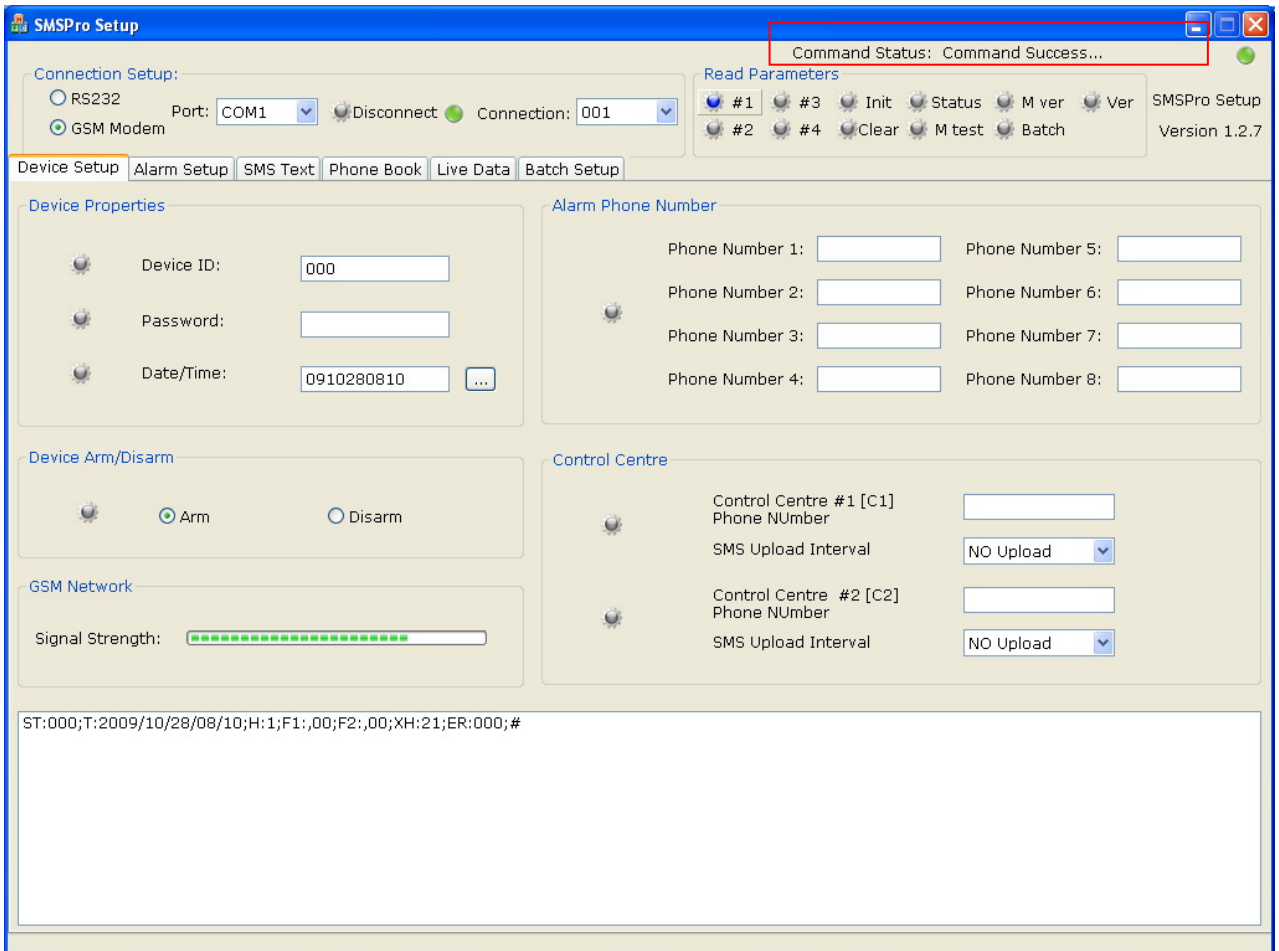 SMSPro Setup
Command Status: Command Success...
Connection Setup:
RS232
GSM Modem
Port: COM1
Disconnect
Connection: 001
Read Parameters
#1 #3 Init Status M ver Ver
#2 #4 Clear M test Batch
SMSPro Setup
Version 1.2.7
Device Setup Alarm Setup SMS Text Phone Book Live Data Batch Setup
Device Properties
Device ID: 000
Password:
Date/Time: 0910280810 ...
Alarm Phone Number
Phone Number 1: Phone Number 5:
Phone Number 2: Phone Number 6:
Phone Number 3: Phone Number 7:
Phone Number 4: Phone Number 8:
Device Arm/Disarm
Arm Disarm
GSM Network
Signal Strength:
Control Centre
Control Centre #1 [C1]
Phone NUmber
SMS Upload Interval NO Upload
Control Centre #2 [C2]
Phone NUmber
SMS Upload Interval NO Upload
ST:000;T:2009/10/28/08/10;H:1;F1:,00;F2:,00;XH:21;ER:000;#